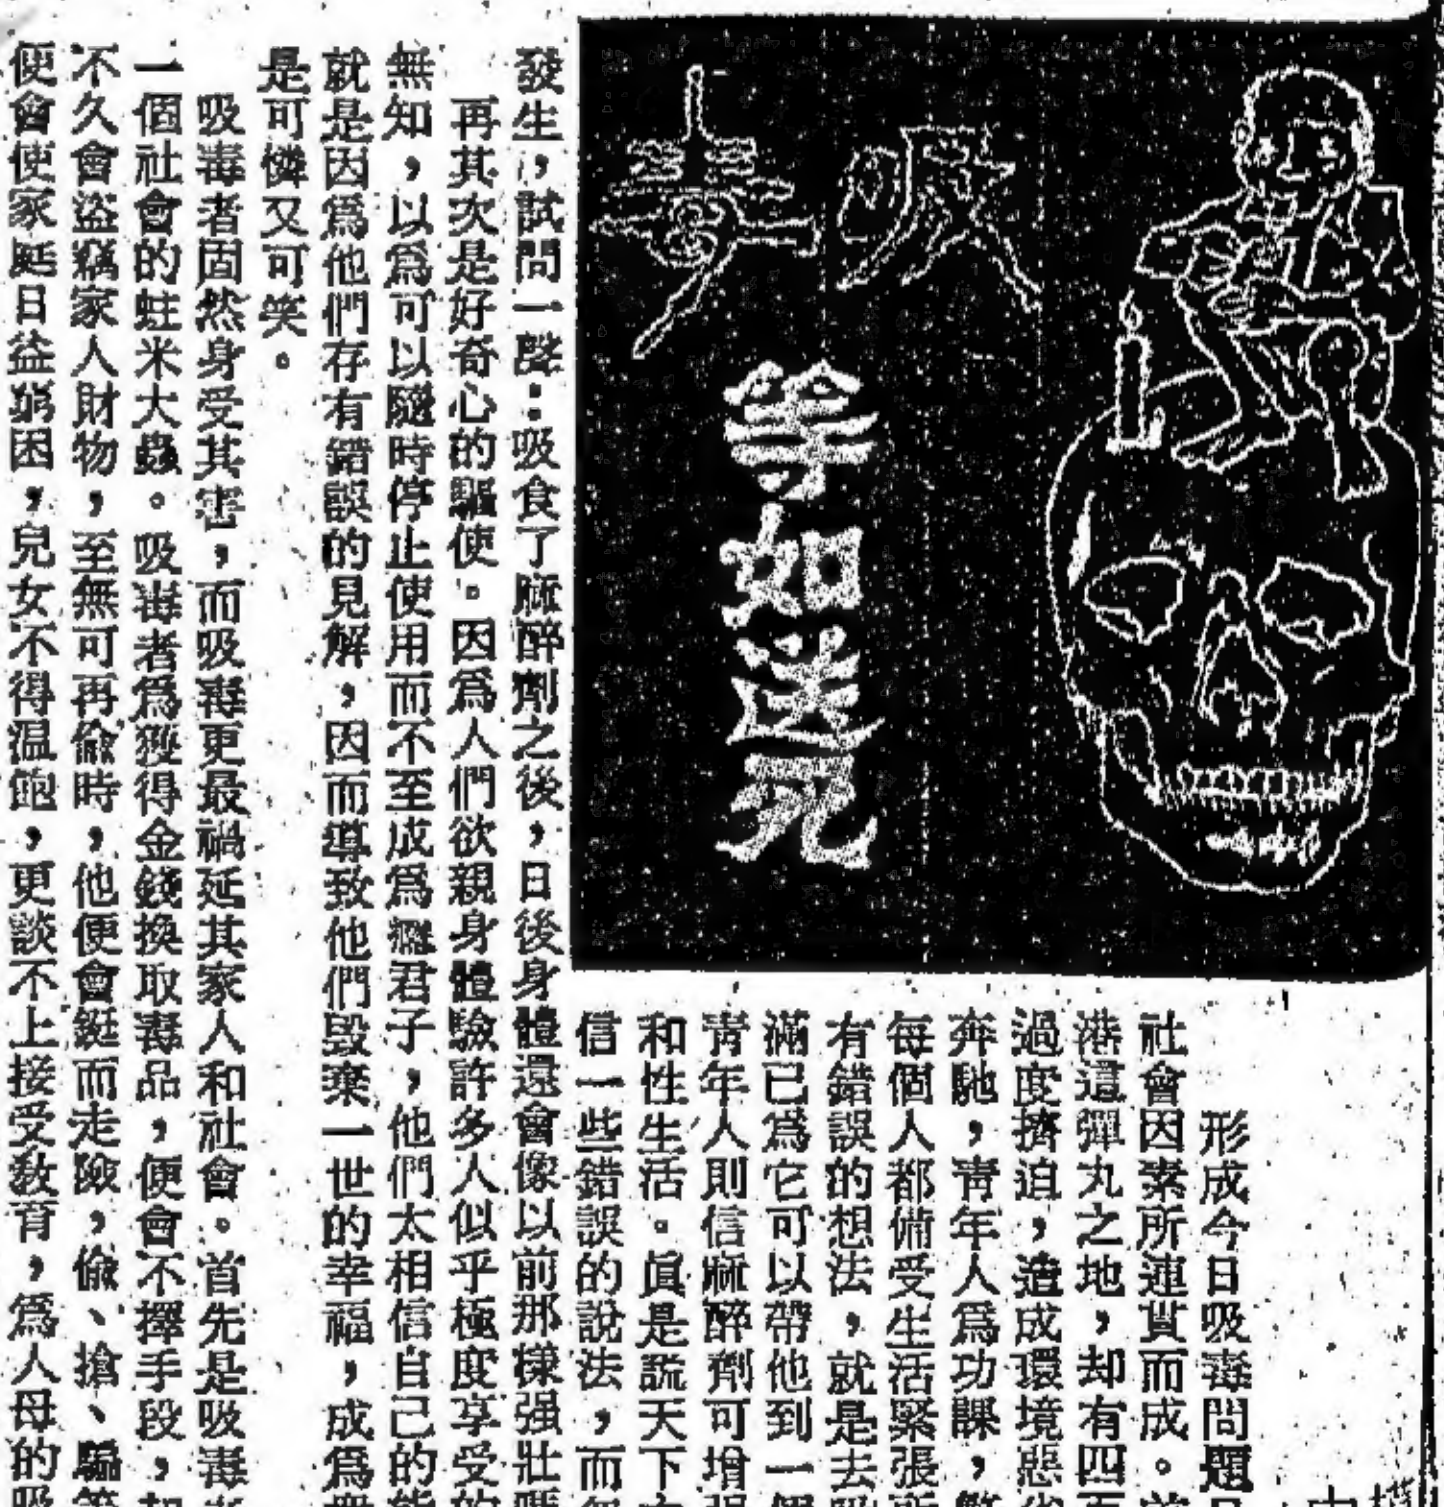 吸毒
等如送死
形成今日吸毒問題
社會因素所連貫而成。
港這彈丸之地，却有四
過度擠迫，造成環境惡
奔馳，靑年人爲功課，
每個人都備受生活緊張
有錯誤的想法，就是去
滿已爲它可以帶他到一個
靑年人則信麻醉劑可增
和性生活。眞是謊天下
信一些錯誤的說法，而
發生，試問一聲：吸食了麻醉劑之後，日後身體還會像以前那樣强壯嗎
再其次是好奇心的驅使。因爲人們欲親身體驗許多人似乎極度享受的
無知，以爲可以隨時停止使用而不至成爲癮君子，他們太相信自己的
就是因爲他們存有錯誤的見解，因而導致他們毀棄一世的幸福，成爲
是可憐又可笑。
吸毒者固然身受其害，而吸毒更最禍延其家人和社會。首先是吸毒
一個社會的蛀米大蟲。吸毒者爲獲得金錢換取毒品，便會不擇手段，
不久會盜竊家人財物，至無可再偸時，他便會鋌而走險，偸、搶、騙等
便會使家庭日益窮困，兒女不得溫飽，更談不上接受敎育，爲人母的